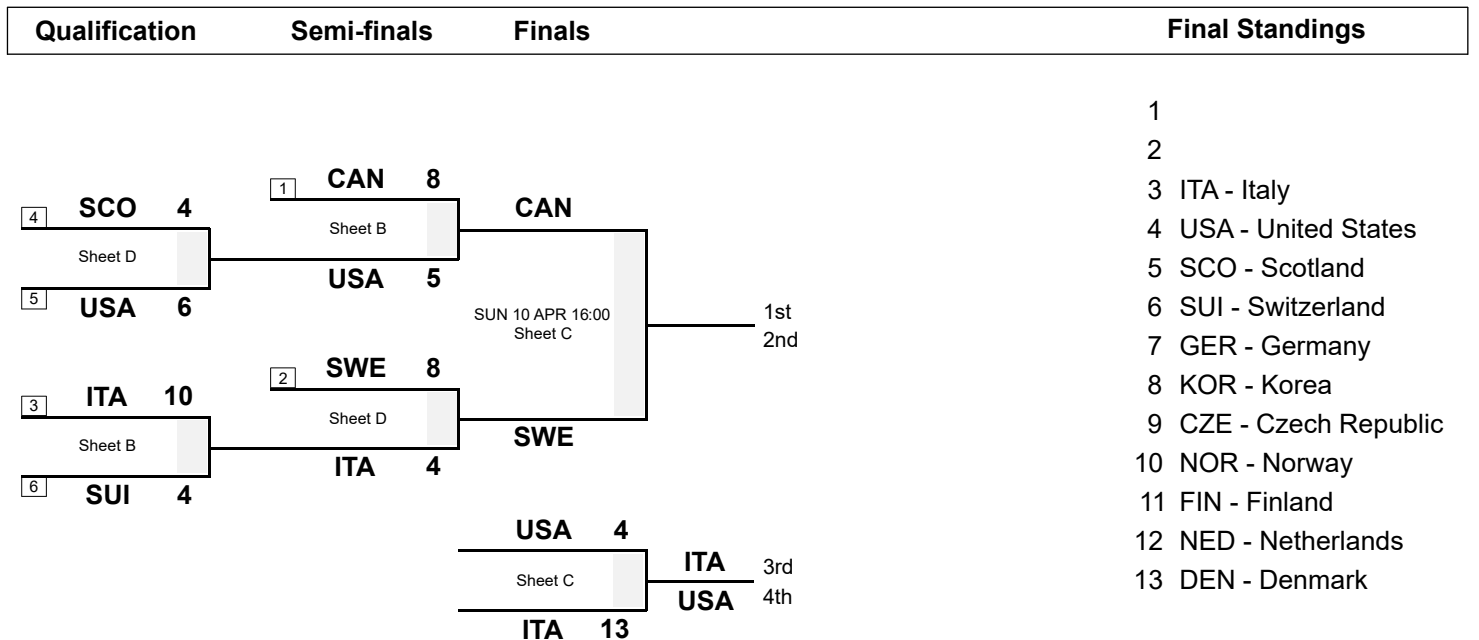 Qualification Semi-finals Finals Final Standings
1 CAN 8
4 SCO 4
Sheet D
5 USA 6
Sheet B
USA 5
CAN
3 ITA 10
Sheet B
6 SUI 4
2 SWE 8
Sheet D
ITA 4
SWE
SUN 10 APR 16:00
Sheet C
1st
2nd
USA 4
Sheet C
ITA 13
ITA 3rd
USA 4th
1
2
3 ITA - Italy
4 USA - United States
5 SCO - Scotland
6 SUI - Switzerland
7 GER - Germany
8 KOR - Korea
9 CZE - Czech Republic
10 NOR - Norway
11 FIN - Finland
12 NED - Netherlands
13 DEN - Denmark